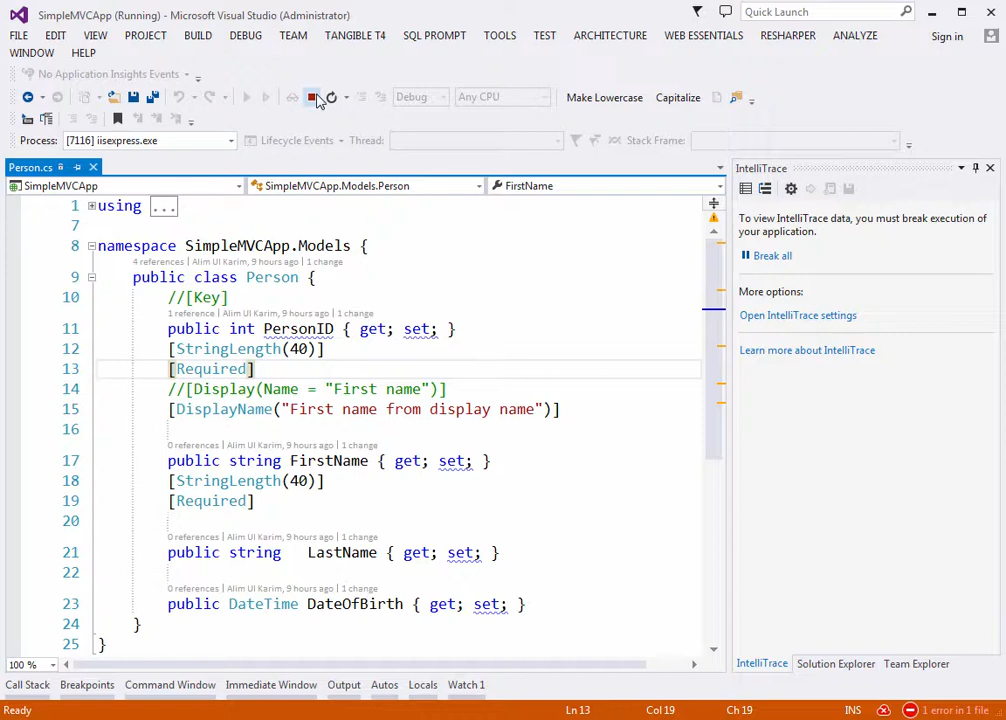 SimpleMVCApp (Running) - Microsoft Visual Studio (Administrator)
Quick Launch
FILE EDIT VIEW PROJECT BUILD DEBUG TEAM TANGIBLE T4 SQL PROMPT TOOLS TEST ARCHITECTURE WEB ESSENTIALS RESHARPER ANALYZE Sign in
WINDOW HELP
No Application Insights Events
Debug Any CPU Make Lowercase Capitalize
Process: [7116] iisexpress.exe Lifecycle Events Thread: Stack Frame:
Person.cs
SimpleMVCApp SimpleMVCApp.Models.Person FirstName
1 using ...
7
8 namespace SimpleMVCApp.Models {
4 references | Alim Ul Karim, 9 hours ago | 1 change
9 public class Person {
10 //[Key]
1 reference | Alim Ul Karim, 9 hours ago | 1 change
11 public int PersonID { get; set; }
12 [StringLength(40)]
13 [Required]
14 //[Display(Name = "First name")]
15 [DisplayName("First name from display name")]
16
0 references | Alim Ul Karim, 9 hours ago | 1 change
17 public string FirstName { get; set; }
18 [StringLength(40)]
19 [Required]
20
0 references | Alim Ul Karim, 9 hours ago | 1 change
21 public string LastName { get; set; }
22
0 references | Alim Ul Karim, 9 hours ago | 1 change
23 public DateTime DateOfBirth { get; set; }
24 }
25 }
100 %
IntelliTrace
To view IntelliTrace data, you must break execution of
your application.
Break all
More options:
Open IntelliTrace settings
Learn more about IntelliTrace
IntelliTrace Solution Explorer Team Explorer
Call Stack Breakpoints Command Window Immediate Window Output Autos Locals Watch 1
Ln 13 Col 19 Ch 19 INS 1 error in 1 file